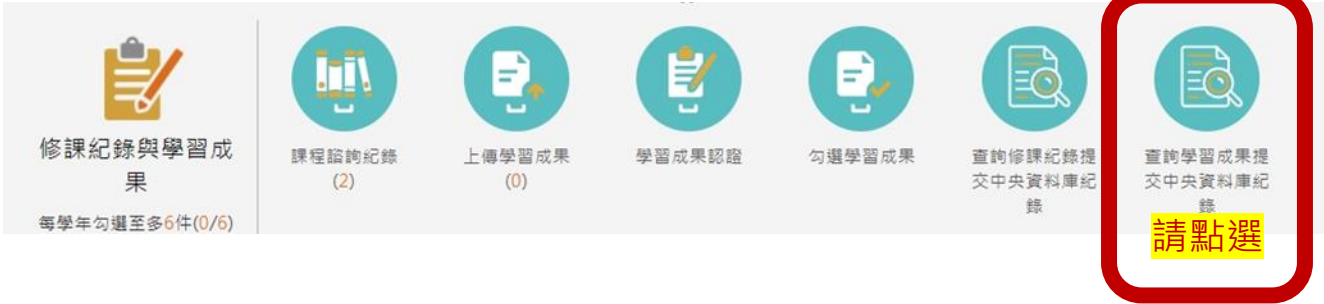 修課紀錄與學習成
果
每學年勾選至多6件(0/6)
課程諮詢紀錄
(2)
上傳學習成果
(0)
學習成果認證
勾選學習成果
查詢修課紀錄提
交中央資料庫紀
錄
查詢學習成果提
交中央資料庫紀
錄
請點選